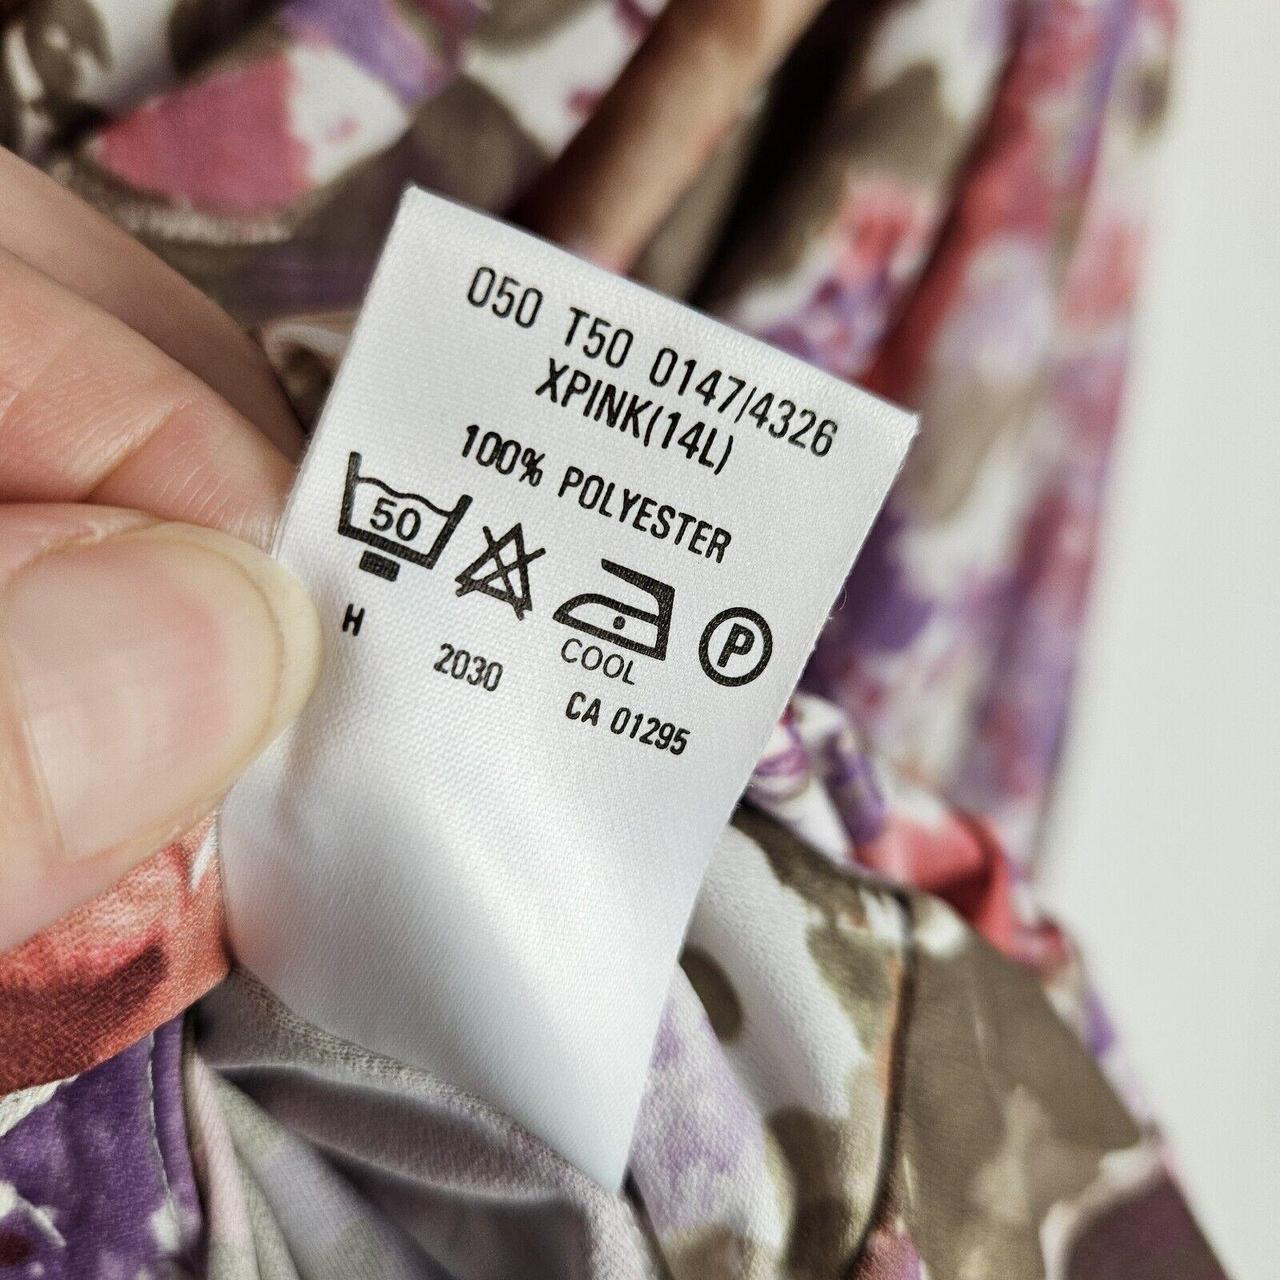 050 T50 0147/4326
XPINK(14L)
100% POLYESTER
50
P
COOL
H 2030 CA 01295